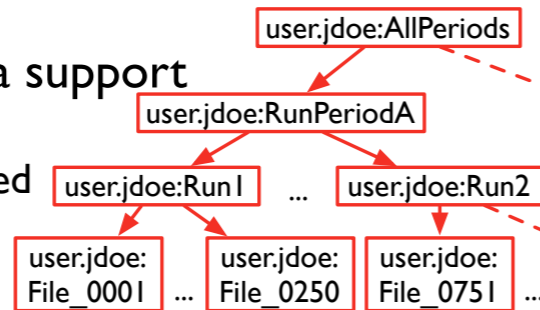 user.jdoe:AllPeriods
a support
user.jdoe:RunPeriodA
ed
user.jdoe:Run1
...
user.jdoe:Run2
user.jdoe:
File_0001
...
user.jdoe:
File_0250
user.jdoe:
File_0751
...